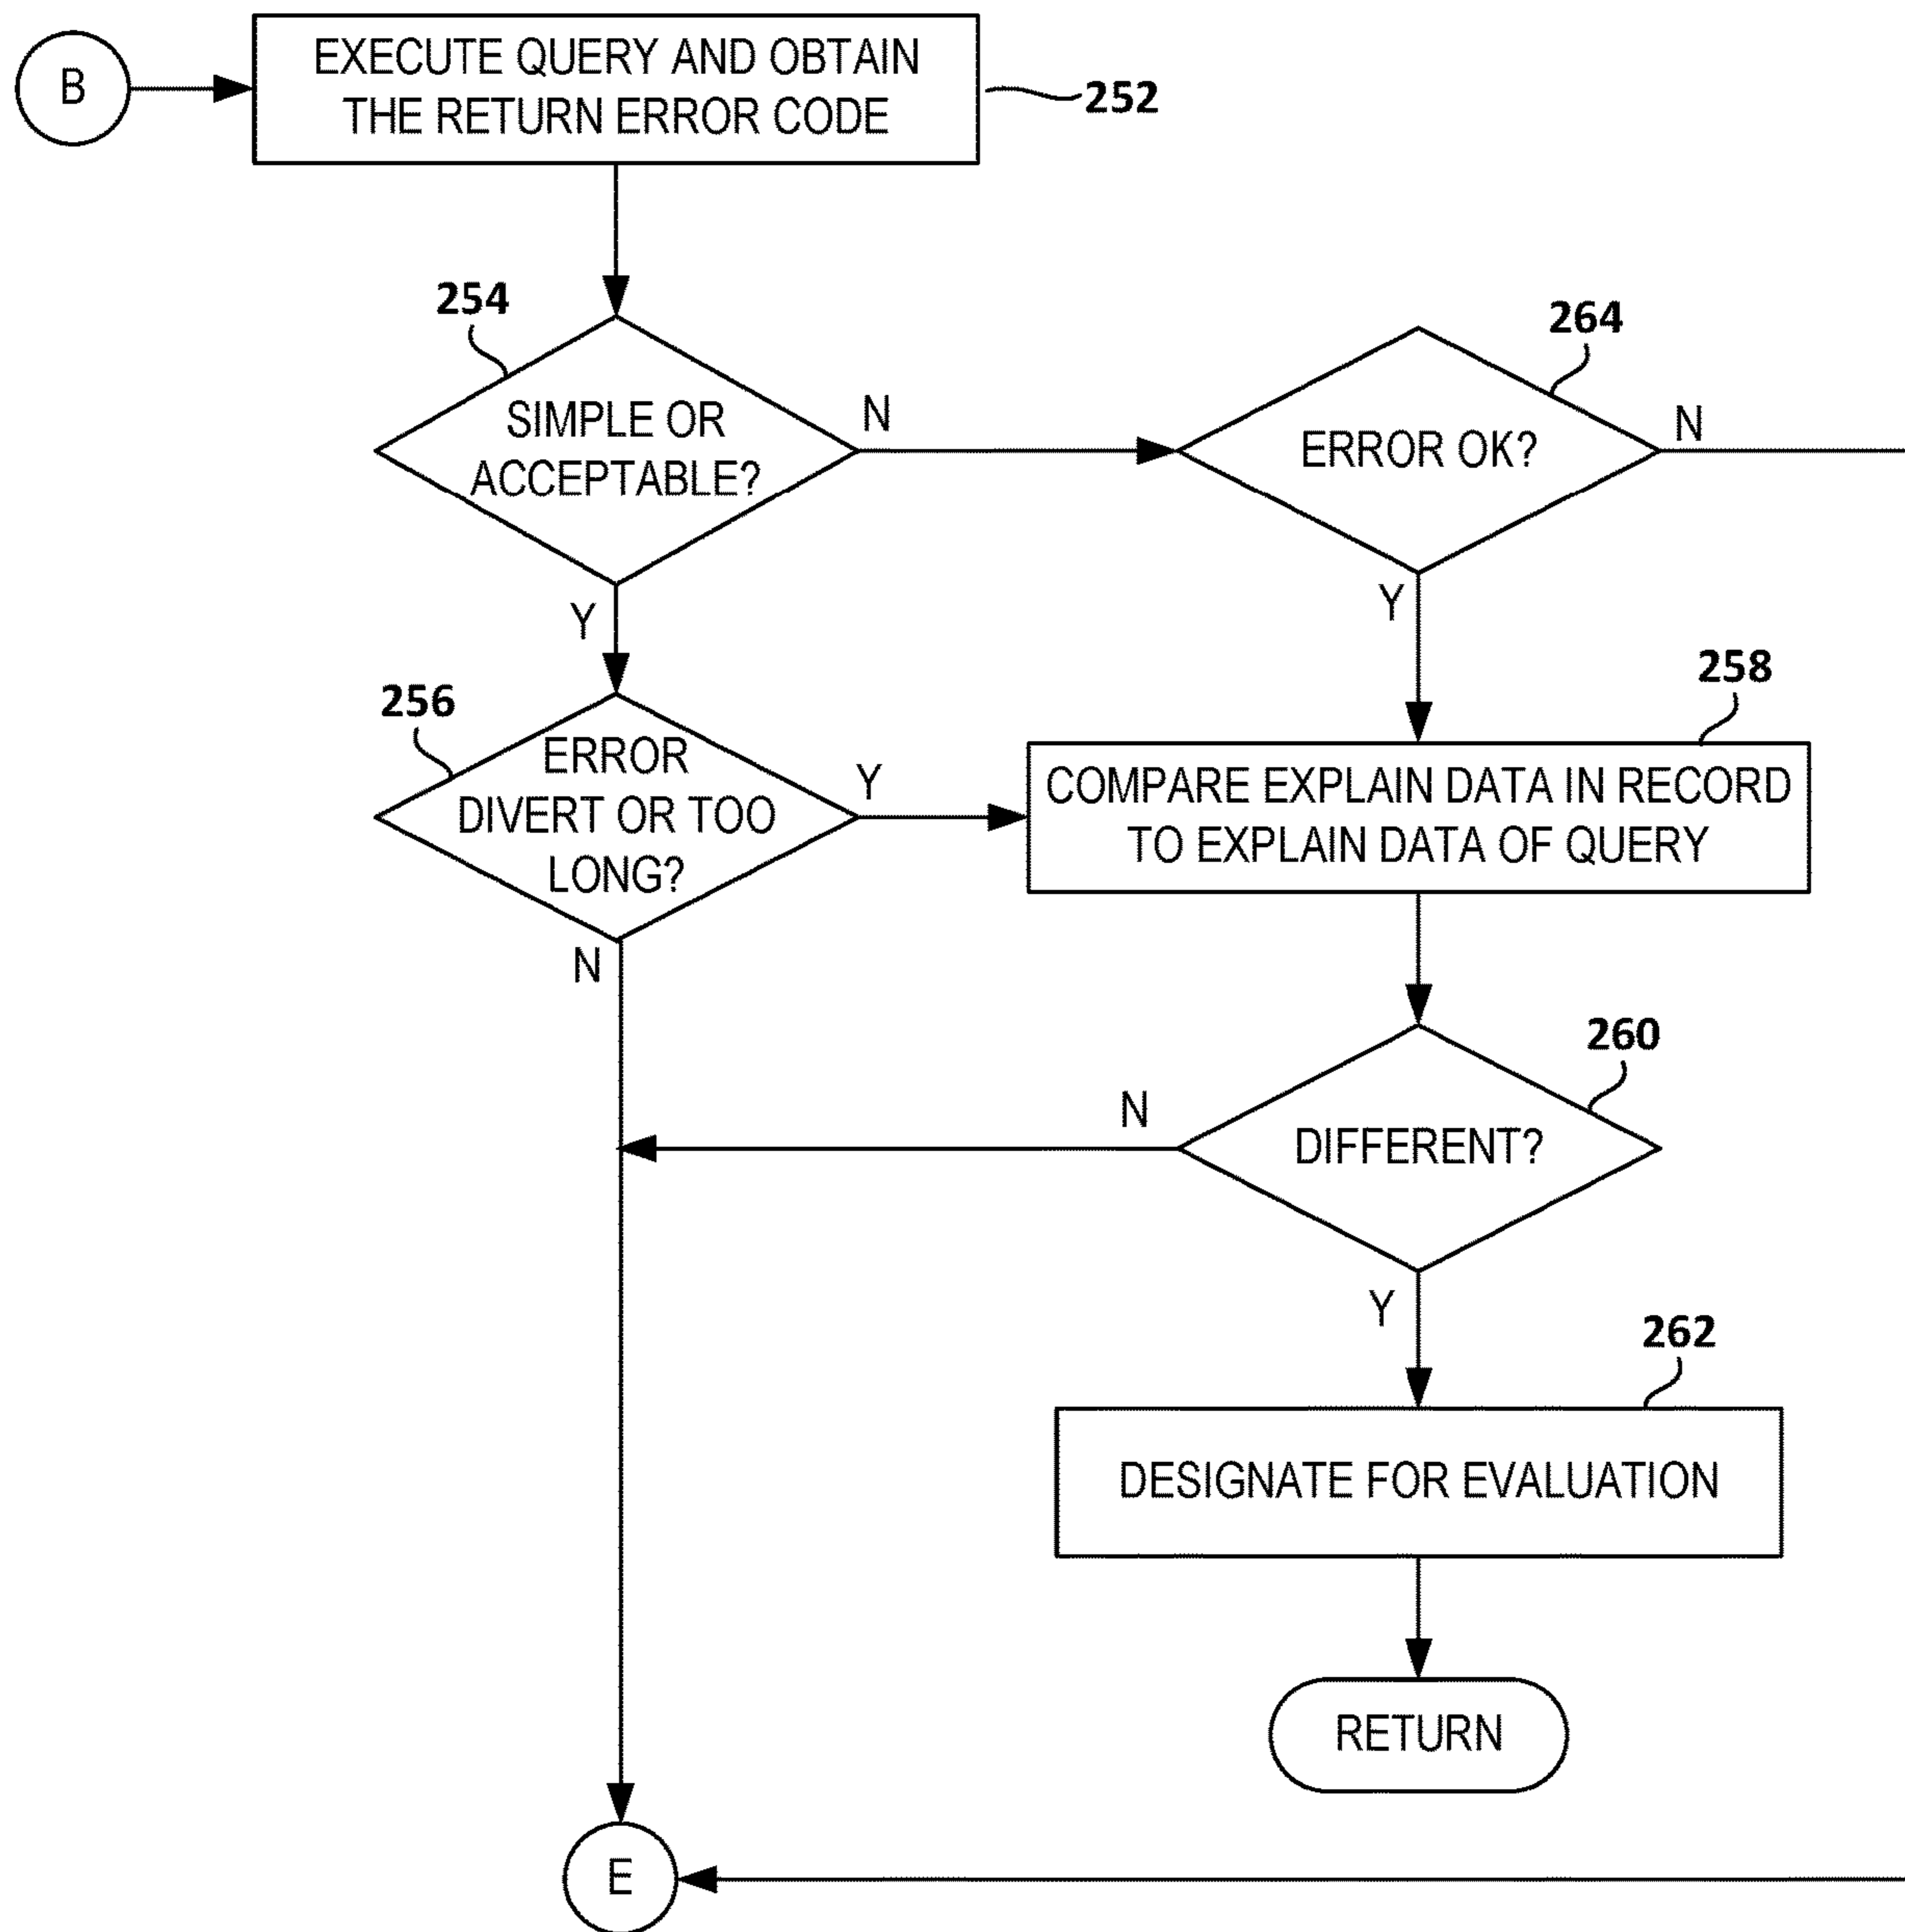 B
EXECUTE QUERY AND OBTAIN
THE RETURN ERROR CODE
252
254
SIMPLE OR
ACCEPTABLE?
N
Y
264
ERROR OK?
N
Y
256
ERROR
DIVERT OR TOO
LONG?
Y
N
258
COMPARE EXPLAIN DATA IN RECORD
TO EXPLAIN DATA OF QUERY
260
DIFFERENT?
N
Y
262
DESIGNATE FOR EVALUATION
RETURN
E